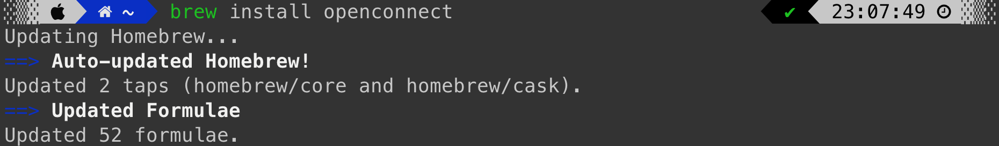 ~ brew install openconnect ✔ 23:07:49
Updating Homebrew...
==> Auto-updated Homebrew!
Updated 2 taps (homebrew/core and homebrew/cask).
==> Updated Formulae
Updated 52 formulae.